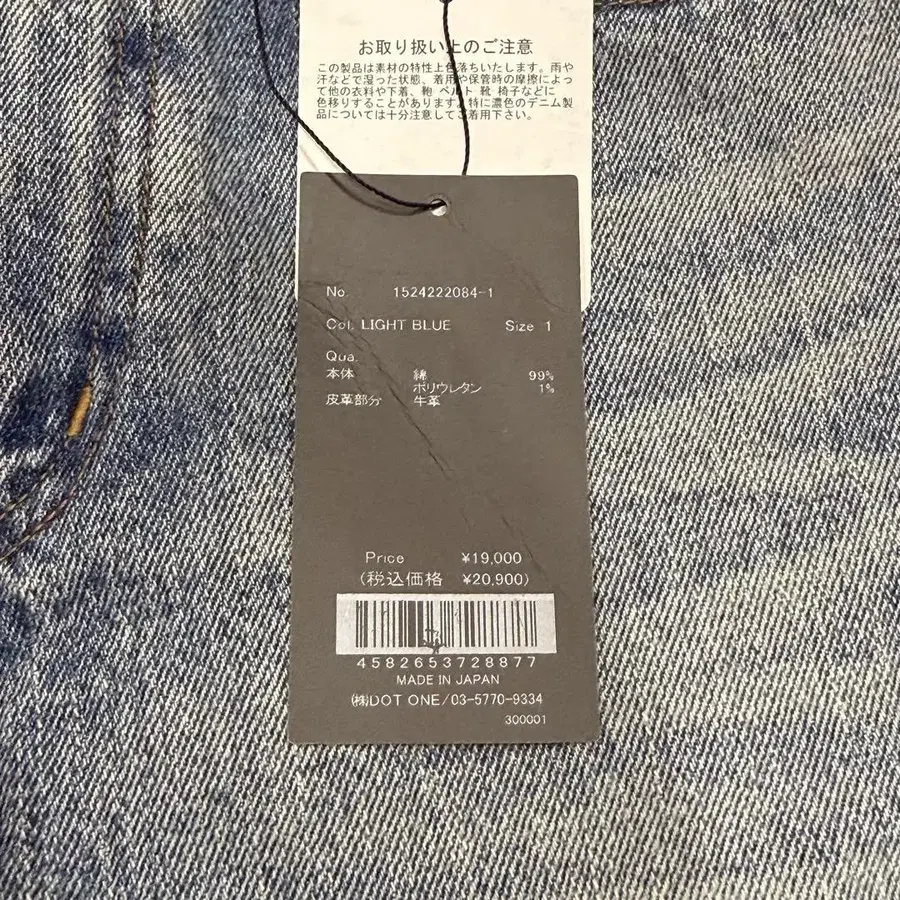 お取り扱い上のご注意
この製品は素材の特性上色落ちいたします。雨や
汗などで湿った状態、着用や保管時の摩擦によっ
て他の衣料や下着、鞄 ベルト 靴 椅子などに
色移りすることがあります。特に濃色のデニム製
品については十分注意してご着用下さい。
No. 1524222084-1
Col. LIGHT BLUE Size 1
Qua.
本体 綿 99%
ポリウレタン 1%
皮革部分 牛革
Price ¥19,000
(税込価格 ¥20,900)
4582653728877
MADE IN JAPAN
㈱DOT ONE/03-5770-9334
300001